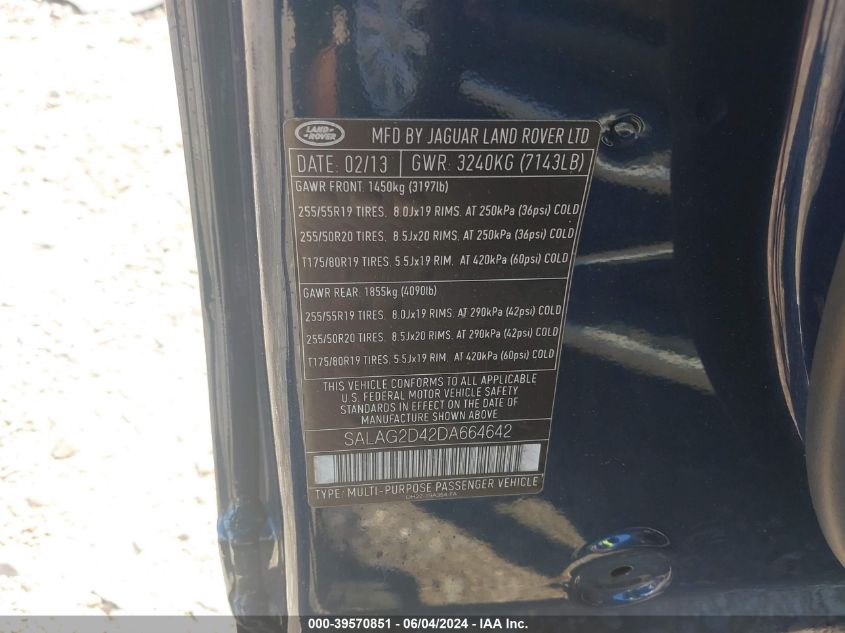 LAND ROVER
MFD BY JAGUAR LAND ROVER LTD
DATE: 02/13 GWR: 3240KG (7143LB)
GAWR FRONT: 1450kg (3197lb)
255/55R19 TIRES. 8.0Jx19 RIMS. AT 250kPa (36psi) COLD
255/50R20 TIRES. 8.5Jx20 RIMS. AT 250kPa (36psi) COLD
T175/80R19 TIRES. 5.5Jx19 RIM. AT 420kPa (60psi) COLD
GAWR REAR: 1855kg (4090lb)
255/55R19 TIRES. 8.0Jx19 RIMS. AT 290kPa (42psi) COLD
255/50R20 TIRES. 8.5Jx20 RIMS. AT 290kPa (42psi) COLD
T175/80R19 TIRES. 5.5Jx19 RIM. AT 420kPa (60psi) COLD
THIS VEHICLE CONFORMS TO ALL APPLICABLE
U.S. FEDERAL MOTOR VEHICLE SAFETY
STANDARDS IN EFFECT ON THE DATE OF
MANUFACTURE SHOWN ABOVE
SALAG2D42DA664642
TYPE: MULTI-PURPOSE PASSENGER VEHICLE
000-39570851 - 06/04/2024 - IAA Inc.